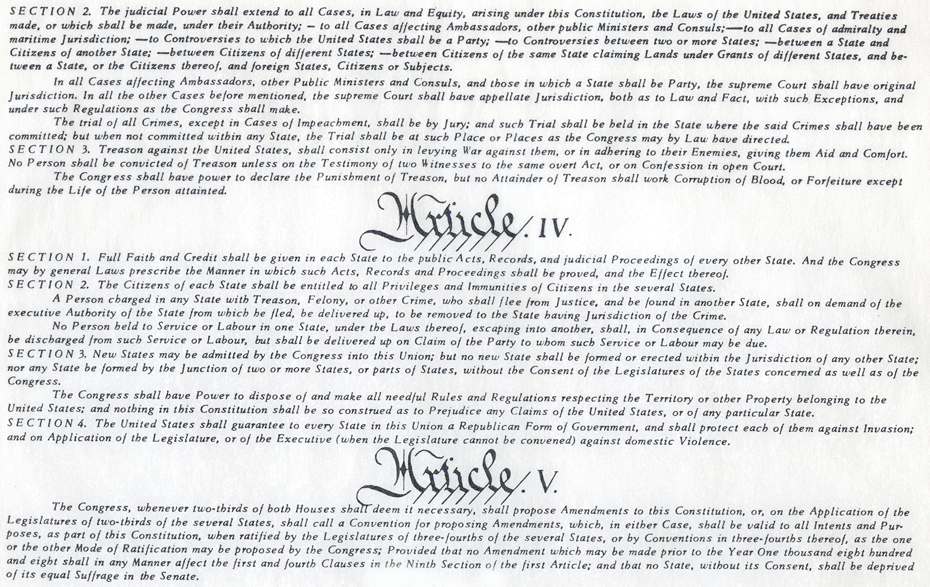 SECTION 2. The judicial Power shall extend to all Cases, in Law and Equity, arising under this Constitution, the Laws of the United States, and Treaties
made, or which shall be made, under their Authority; – to all Cases affecting Ambassadors, other public Ministers and Consuls;—to all Cases of admiralty and
maritime Jurisdiction; —to Controversies to which the United States shall be a Party; —to Controversies between two or more States; —between a State and
Citizens of another State; —between Citizens of different States; —between Citizens of the same State claiming Lands under Grants of different States, and be-
tween a State, or the Citizens thereof, and foreign States, Citizens or Subjects.
In all Cases affecting Ambassadors, other Public Ministers and Consuls, and those in which a State shall be Party, the supreme Court shall have original
Jurisdiction. In all the other Cases before mentioned, the supreme Court shall have appellate Jurisdiction, both as to Law and Fact, with such Exceptions, and
under such Regulations as the Congress shall make.
The trial of all Crimes, except in Cases of Impeachment, shall be by Jury; and such Trial shall be held in the State where the said Crimes shall have been
committed; but when not committed within any State, the Trial shall be at such Place or Places as the Congress may by Law have directed.
SECTION 3. Treason against the United States, shall consist only in levying War against them, or in adhering to their Enemies, giving them Aid and Comfort.
No Person shall be convicted of Treason unless on the Testimony of two Witnesses to the same overt Act, or on Confession in open Court.
The Congress shall have power to declare the Punishment of Treason, but no Attainder of Treason shall work Corruption of Blood, or Forfeiture except
during the Life of the Person attainted.
Article. IV.
SECTION 1. Full Faith and Credit shall be given in each State to the public Acts, Records, and judicial Proceedings of every other State. And the Congress
may by general Laws prescribe the Manner in which such Acts, Records and Proceedings shall be proved, and the Effect thereof.
SECTION 2. The Citizens of each State shall be entitled to all Privileges and Immunities of Citizens in the several States.
A Person charged in any State with Treason, Felony, or other Crime, who shall flee from Justice, and be found in another State, shall on demand of the
executive Authority of the State from which he fled, be delivered up, to be removed to the State having Jurisdiction of the Crime.
No Person held to Service or Labour in one State, under the Laws thereof, escaping into another, shall, in Consequence of any Law or Regulation therein,
be discharged from such Service or Labour, but shall be delivered up on Claim of the Party to whom such Service or Labour may be due.
SECTION 3. New States may be admitted by the Congress into this Union; but no new State shall be formed or erected within the Jurisdiction of any other State;
nor any State be formed by the Junction of two or more States, or parts of States, without the Consent of the Legislatures of the States concerned as well as of the
Congress.
The Congress shall have Power to dispose of and make all needful Rules and Regulations respecting the Territory or other Property belonging to the
United States; and nothing in this Constitution shall be so construed as to Prejudice any Claims of the United States, or of any particular State.
SECTION 4. The United States shall guarantee to every State in this Union a Republican Form of Government, and shall protect each of them against Invasion;
and on Application of the Legislature, or of the Executive (when the Legislature cannot be convened) against domestic Violence.
Article. V.
The Congress, whenever two-thirds of both Houses shall deem it necessary, shall propose Amendments to this Constitution, or, on the Application of the
Legislatures of two-thirds of the several States, shall call a Convention for proposing Amendments, which, in either Case, shall be valid to all Intents and Pur-
poses, as part of this Constitution, when ratified by the Legislatures of three-fourths of the several States, or by Conventions in three-fourths thereof, as the one
or the other Mode of Ratification may be proposed by the Congress; Provided that no Amendment which may be made prior to the Year One thousand eight hundred
and eight shall in any Manner affect the first and fourth Clauses in the Ninth Section of the first Article; and that no State, without its Consent, shall be deprived
of its equal Suffrage in the Senate.